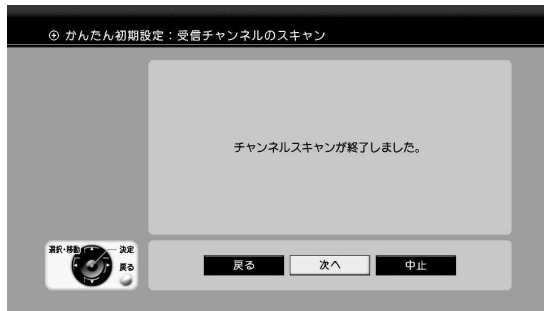 かんたん初期設定：受信チャンネルのスキャン
チャンネルスキャンが終了しました。
選択・移動
決定
戻る
戻る
次へ
中止